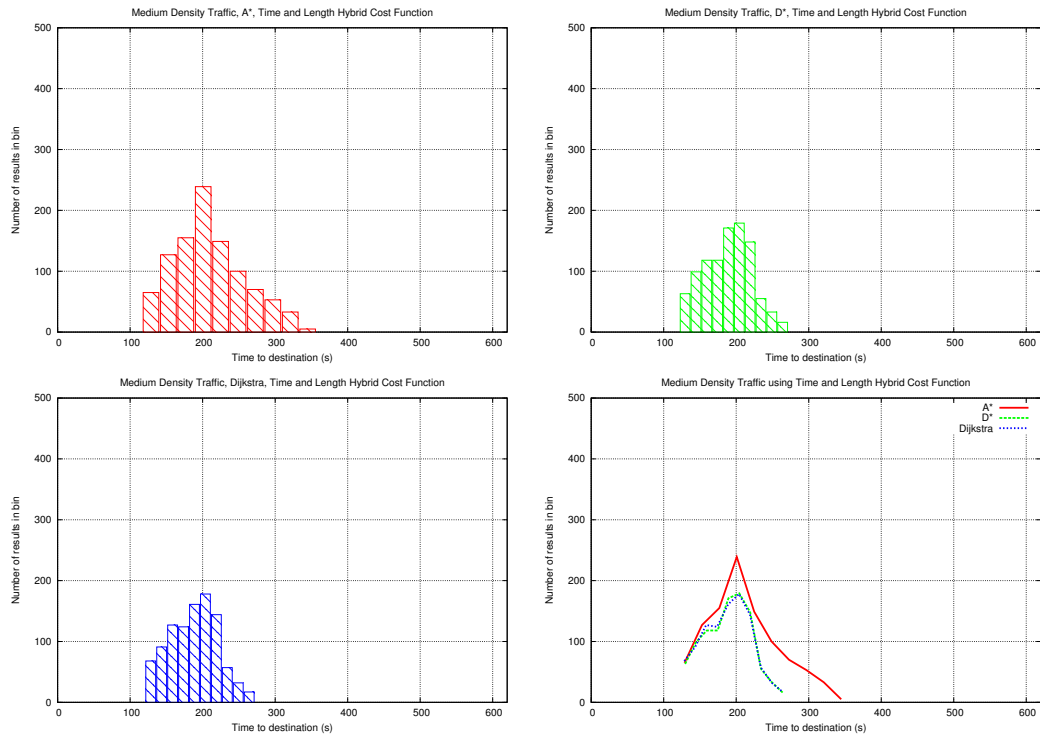 Medium Density Traffic, A*, Time and Length Hybrid Cost Function
500
400
300
200
100
0
Number of results in bin
0 100 200 300 400 500 600
Time to destination (s)
Medium Density Traffic, D*, Time and Length Hybrid Cost Function
500
400
300
200
100
0
Number of results in bin
0 100 200 300 400 500 600
Time to destination (s)
Medium Density Traffic, Dijkstra, Time and Length Hybrid Cost Function
500
400
300
200
100
0
Number of results in bin
0 100 200 300 400 500 600
Time to destination (s)
Medium Density Traffic using Time and Length Hybrid Cost Function
A*
D*
Dijkstra
500
400
300
200
100
0
Number of results in bin
0 100 200 300 400 500 600
Time to destination (s)